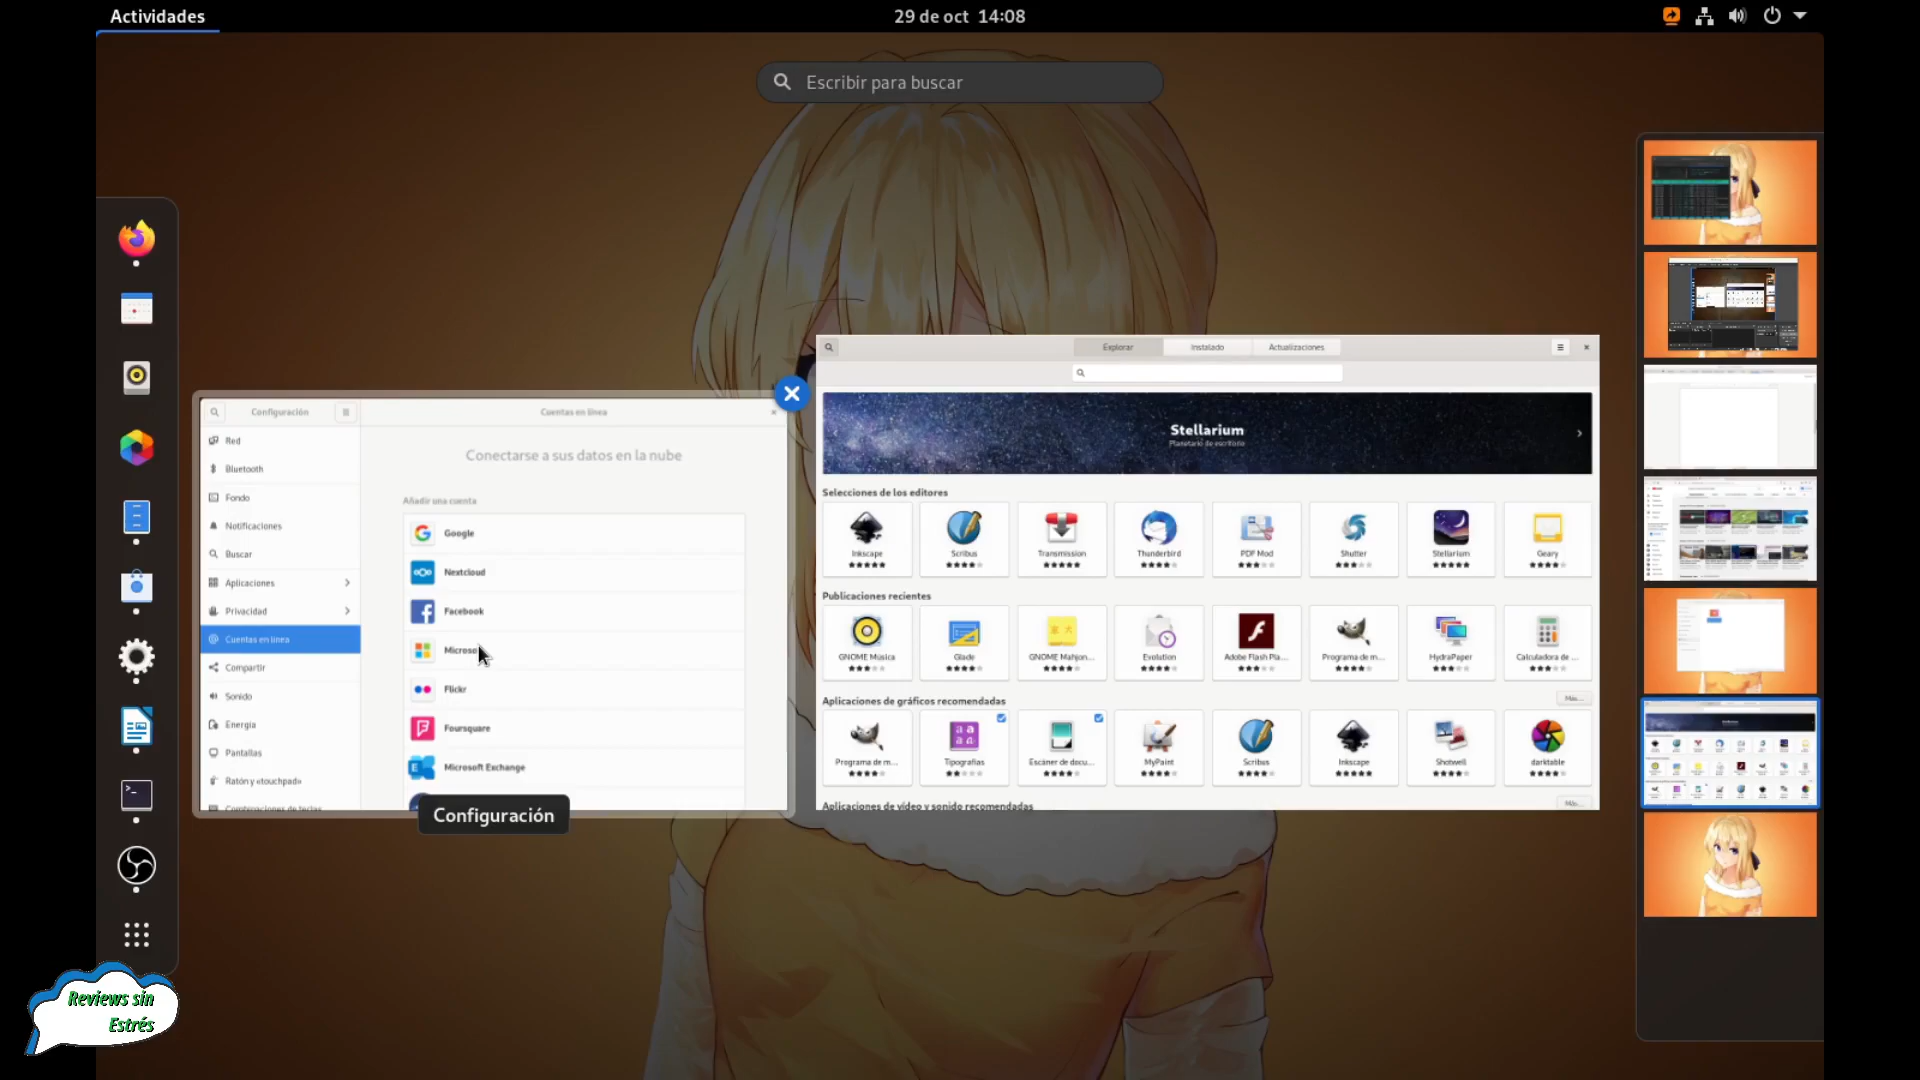 Actividades
29 de oct 14:08
Escribir para buscar
Configuración
Cuentas en línea
Red
Bluetooth
Fondo
Notificaciones
Buscar
Aplicaciones
Privacidad
Cuentas en línea
Compartir
Sonido
Energía
Pantallas
Ratón y «touchpad»
Combinaciones de teclas
Conectarse a sus datos en la nube
Añadir una cuenta
Google
Nextcloud
Facebook
Microso
Flickr
Foursquare
Microsoft Exchange
Configuración
Explorar
Instalado
Actualizaciones
Stellarium
Planetario de escritorio
Selecciones de los editores
Inkscape
Scribus
Transmission
Thunderbird
PDF Mod
Shutter
Stellarium
Geary
Publicaciones recientes
GNOME Música
Glade
GNOME Mahjon...
Evolution
Adobe Flash Pla...
Programa de m...
HydraPaper
Calculadora de ...
Aplicaciones de gráficos recomendadas
Más...
Programa de m...
Tipografías
Escáner de docu...
MyPaint
Scribus
Inkscape
Shotwell
darktable
Aplicaciones de vídeo y sonido recomendadas
Más...
Reviews sin
Estrés